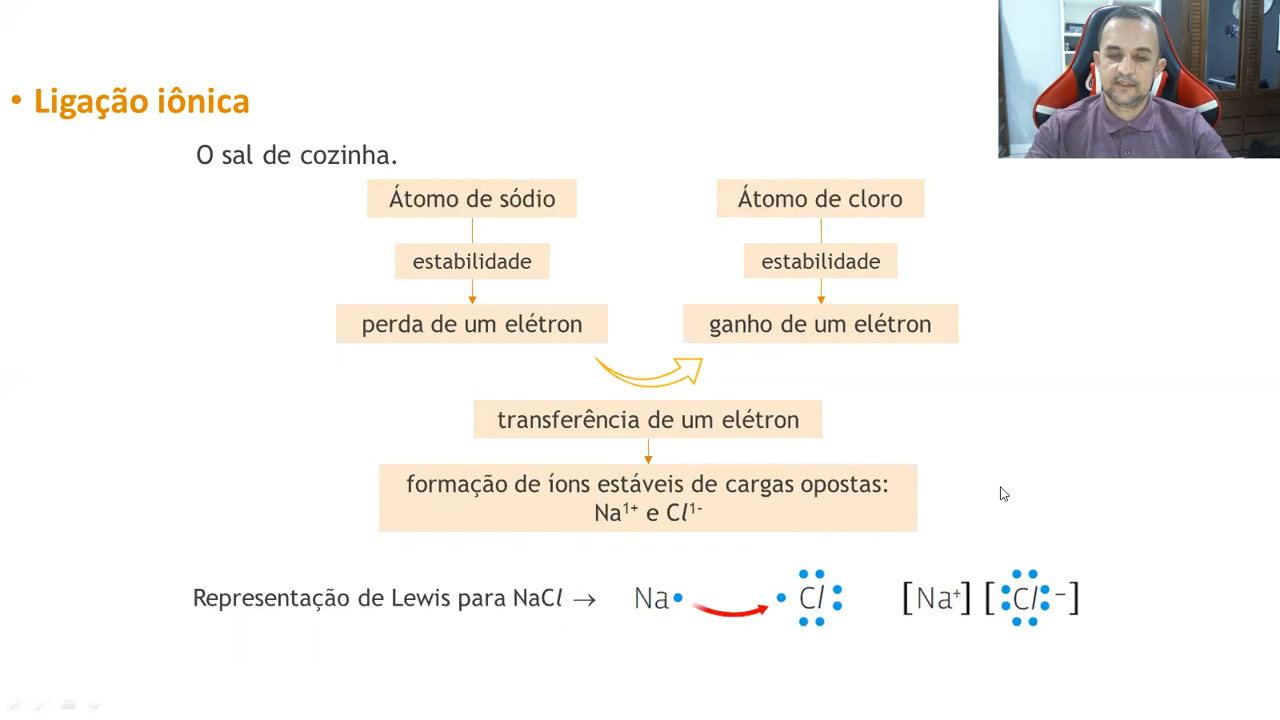 • Ligação iônica
O sal de cozinha.
Átomo de sódio
Átomo de cloro
estabilidade
estabilidade
perda de um elétron
ganho de um elétron
transferência de um elétron
formação de íons estáveis de cargas opostas:
Na¹⁺ e Cl¹⁻
Representação de Lewis para NaCl → Na• •Cl [Na⁺] [Cl⁻]